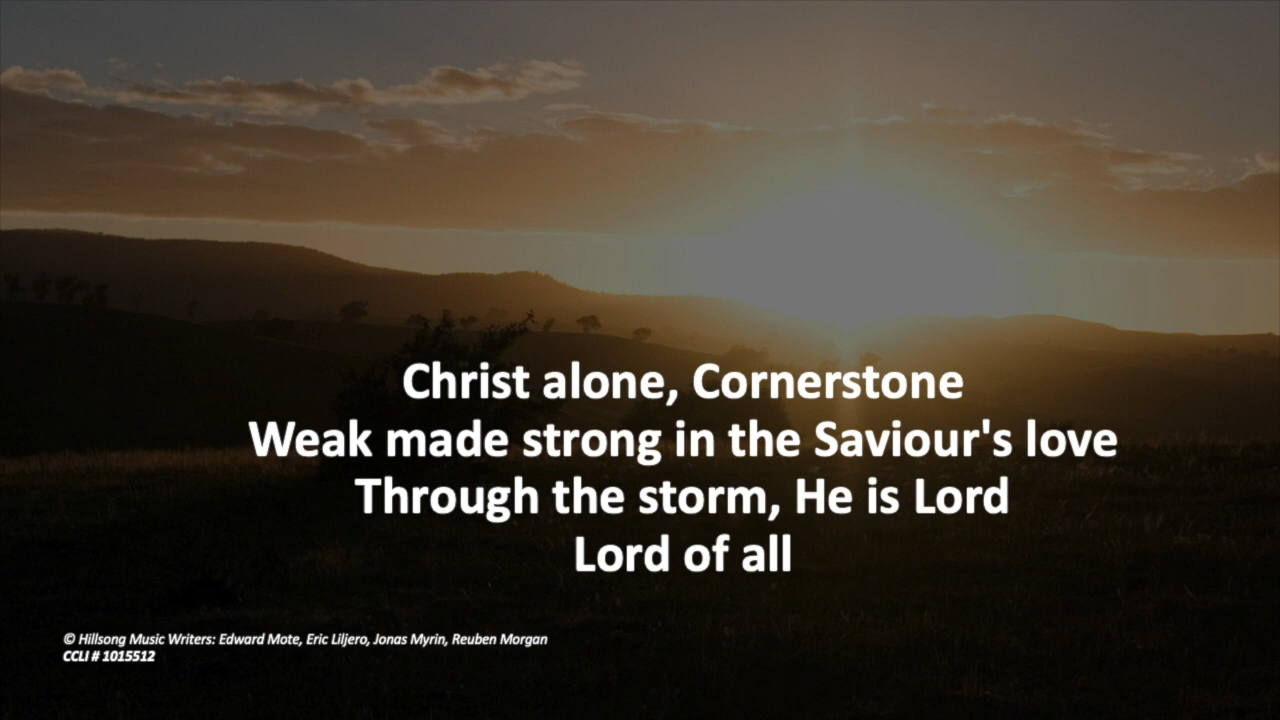 Christ alone, Cornerstone
Weak made strong in the Saviour's love
Through the storm, He is Lord
Lord of all
© Hillsong Music Writers: Edward Mote, Eric Liljero, Jonas Myrin, Reuben Morgan
CCLI # 1015512